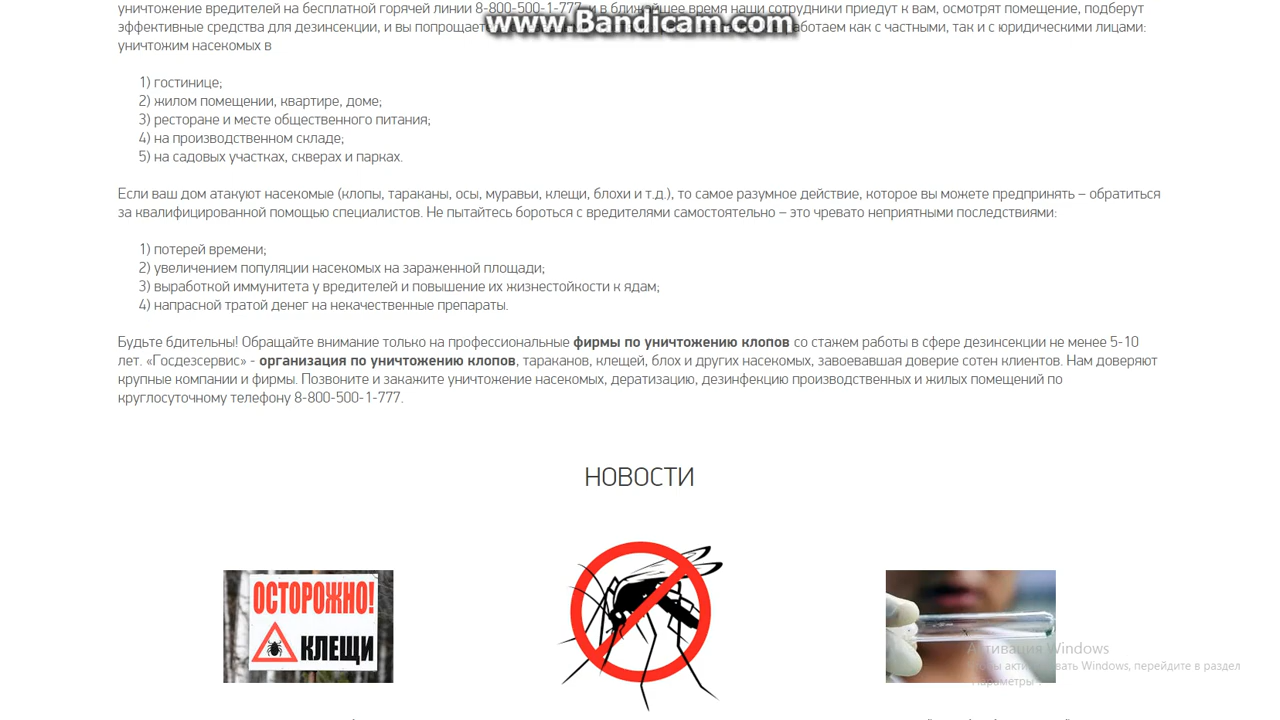 уничтожение вредителей на бесплатной горячей линии 8-800-500-1-777, и в ближайшее время наши сотрудники приедут к вам, осмотрят помещение, подберут
www.Bandicam.com
эффективные средства для дезинсекции, и вы попрощаетесь работаем как с частными, так и с юридическими лицами:
уничтожим насекомых в
1) гостинице;
2) жилом помещении, квартире, доме;
3) ресторане и месте общественного питания;
4) на производственном складе;
5) на садовых участках, скверах и парках.
Если ваш дом атакуют насекомые (клопы, тараканы, осы, муравьи, клещи, блохи и т.д.), то самое разумное действие, которое вы можете предпринять – обратиться
за квалифицированной помощью специалистов. Не пытайтесь бороться с вредителями самостоятельно – это чревато неприятными последствиями:
1) потерей времени;
2) увеличением популяции насекомых на зараженной площади;
3) выработкой иммунитета у вредителей и повышение их жизнестойкости к ядам;
4) напрасной тратой денег на некачественные препараты.
Будьте бдительны! Обращайте внимание только на профессиональные фирмы по уничтожению клопов со стажем работы в сфере дезинсекции не менее 5-10
лет. «Госдезсервис» - организация по уничтожению клопов, тараканов, клещей, блох и других насекомых, завоевавшая доверие сотен клиентов. Нам доверяют
крупные компании и фирмы. Позвоните и закажите уничтожение насекомых, дератизацию, дезинфекцию производственных и жилых помещений по
круглосуточному телефону 8-800-500-1-777.
НОВОСТИ
ОСТОРОЖНО!
КЛЕЩИ
Активация Windows
Чтобы активировать Windows, перейдите в раздел
"Параметры".